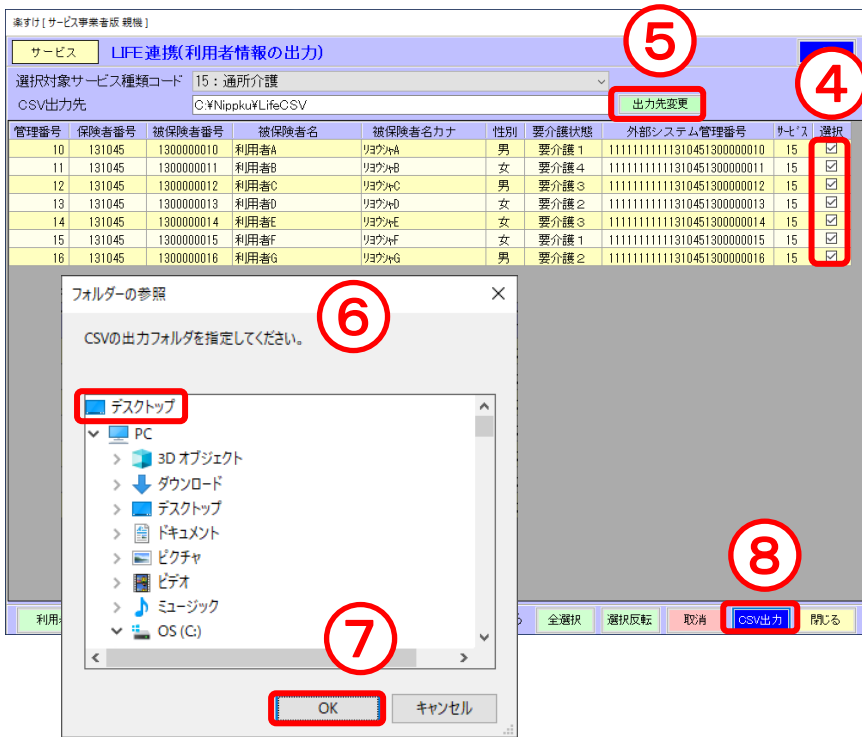 楽すけ [ サービス事業者版 親機 ]
サービス LIFE連携(利用者情報の出力)
⑤
④
選択対象サービス種類コード 15：通所介護
CSV出力先 C:¥Nippku¥LifeCSV 出力先変更
管理番号 保険者番号 被保険者番号 被保険者名 被保険者名カナ 性別 要介護状態 外部システム管理番号 ｻｰﾋﾞｽ 選択
10 131045 1300000010 利用者A ﾘﾖｳｼｬA 男 要介護1 11111111111310451300000010 15
11 131045 1300000011 利用者B ﾘﾖｳｼｬB 女 要介護4 11111111111310451300000011 15
12 131045 1300000012 利用者C ﾘﾖｳｼｬC 男 要介護3 11111111111310451300000012 15
13 131045 1300000013 利用者D ﾘﾖｳｼｬD 女 要介護2 11111111111310451300000013 15
14 131045 1300000014 利用者E ﾘﾖｳｼｬE 女 要介護3 11111111111310451300000014 15
15 131045 1300000015 利用者F ﾘﾖｳｼｬF 女 要介護1 11111111111310451300000015 15
16 131045 1300000016 利用者G ﾘﾖｳｼｬG 男 要介護2 11111111111310451300000016 15
フォルダーの参照
⑥
CSVの出力フォルダを指定してください。
デスクトップ
PC
3D オブジェクト
ダウンロード
デスクトップ
ドキュメント
ピクチャ
ビデオ
ミュージック
OS (C:)
⑦
⑧
利用 全選択 選択反転 取消 CSV出力 閉じる
OK キャンセル